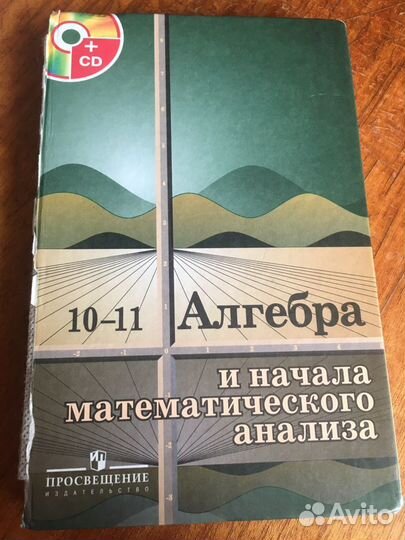 +
CD
10–11 Алгебра
и начала
математического
анализа
ПРОСВЕЩЕНИЕ
ИЗДАТЕЛЬСТВО
Avito